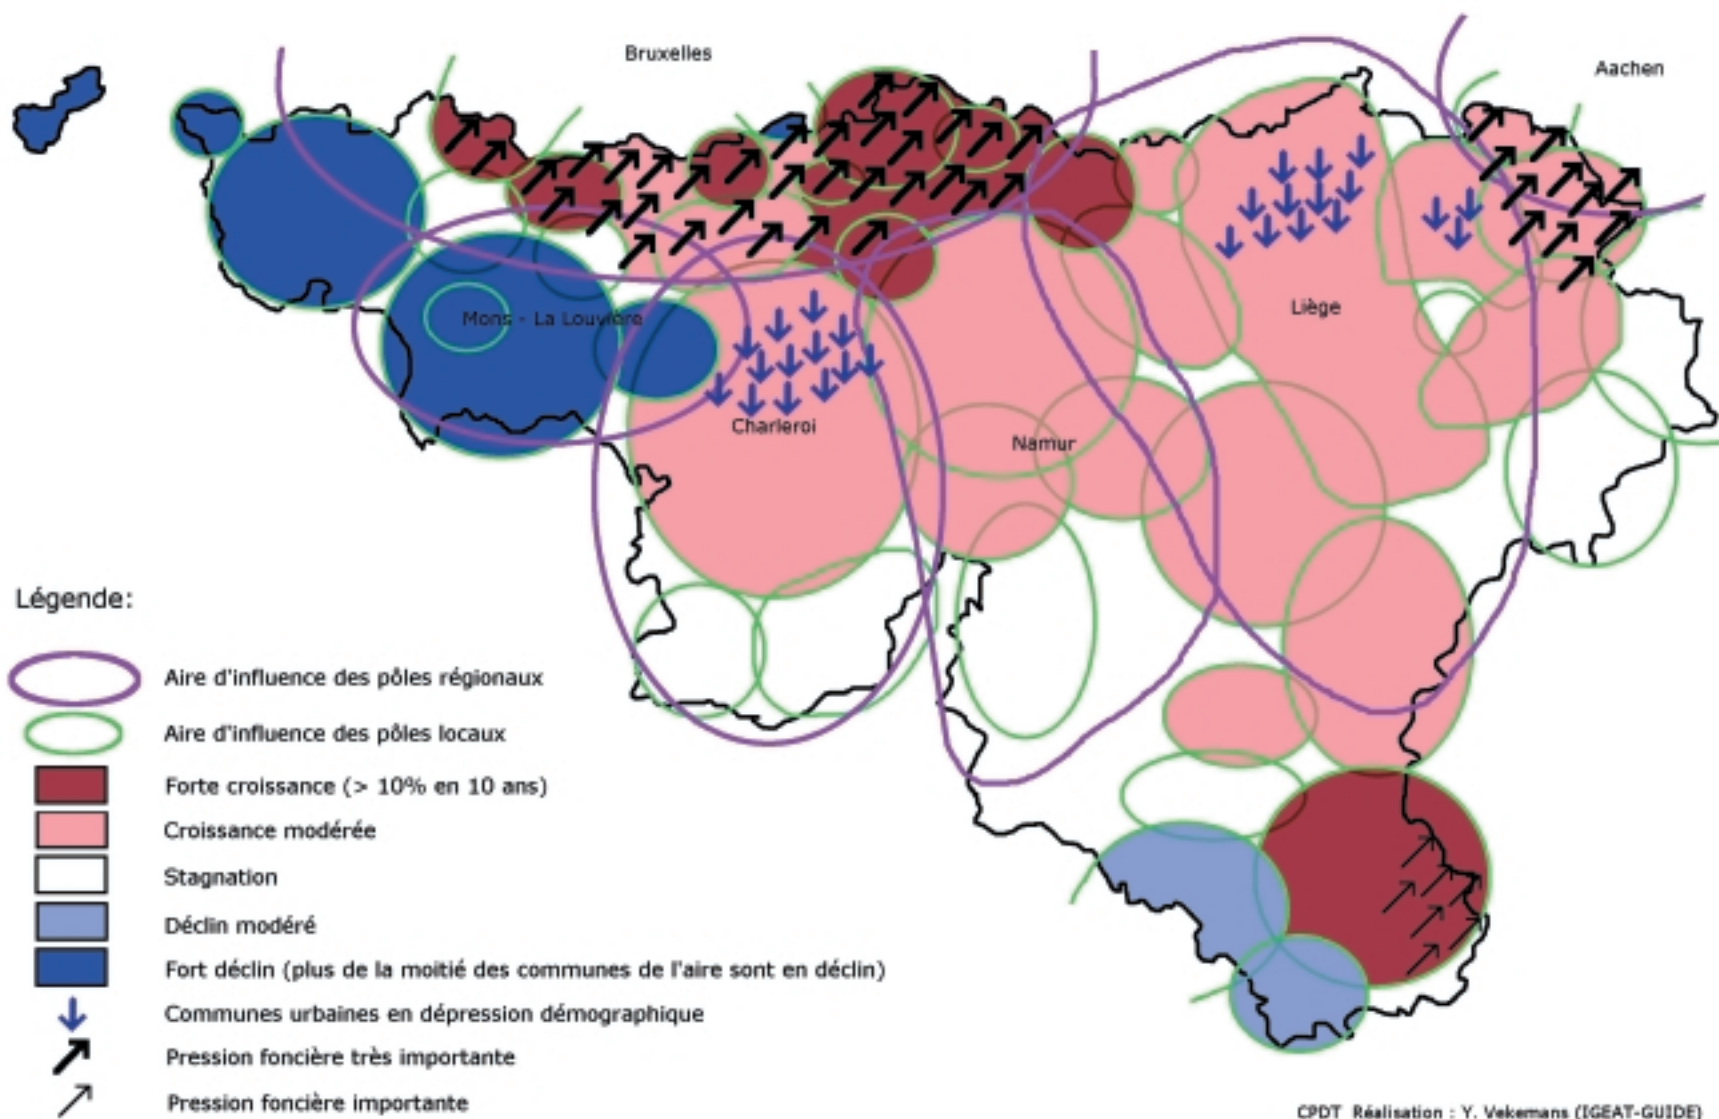 Bruxelles
Aachen
Liège
Mons - La Louvière
Charleroi
Namur
Légende:
Aire d'influence des pôles régionaux
Aire d'influence des pôles locaux
Forte croissance (> 10% en 10 ans)
Croissance modérée
Stagnation
Déclin modéré
Fort déclin (plus de la moitié des communes de l'aire sont en déclin)
Communes urbaines en dépression démographique
Pression foncière très importante
Pression foncière importante
CPDT Réalisation : Y. Vekemans (IGEAT-GUIDE)